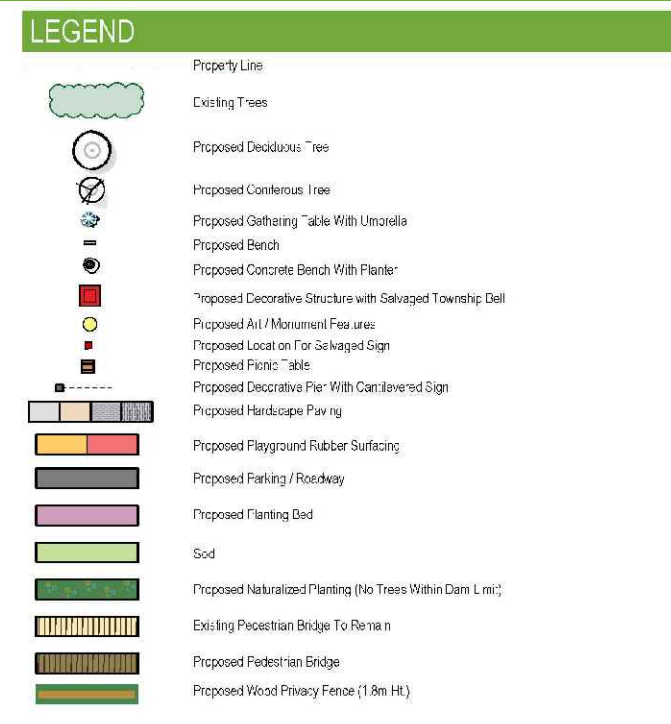 LEGEND
Property Line
Existing Trees
Proposed Deciduous Tree
Proposed Coniferous Tree
Proposed Gathering Table With Umbrella
Proposed Bench
Proposed Concrete Bench With Planter
Proposed Decorative Structure with Salvaged Township Bell
Proposed Art / Monument Features
Proposed Location For Salvaged Sign
Proposed Picnic Table
Proposed Decorative Pier With Cantilevered Sign
Proposed Hardscape Paving
Proposed Playground Rubber Surfacing
Proposed Parking / Roadway
Proposed Planting Bed
Sod
Proposed Naturalized Planting (No Trees Within Dam Limit)
Existing Pedestrian Bridge To Remain
Proposed Pedestrian Bridge
Proposed Wood Privacy Fence (1.8m Ht.)